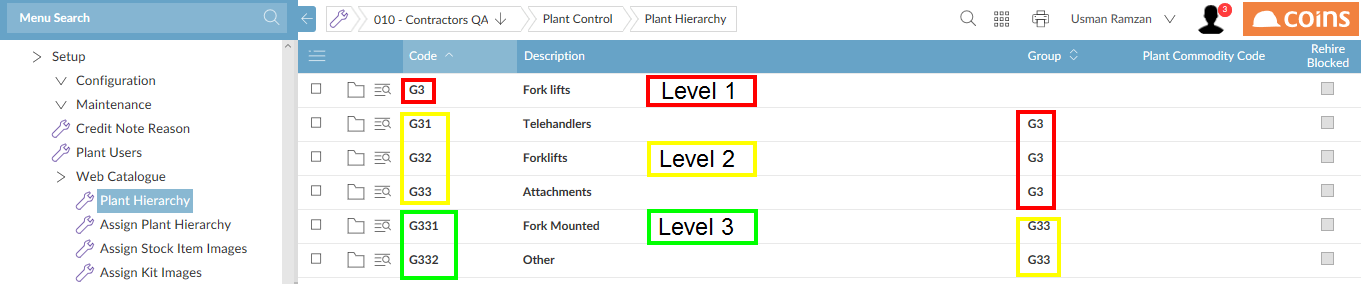 Menu Search
Setup
Configuration
Maintenance
Credit Note Reason
Plant Users
Web Catalogue
Plant Hierarchy
Assign Plant Hierarchy
Assign Stock Item Images
Assign Kit Images
010 - Contractors QA
Plant Control
Plant Hierarchy
Usman Ramzan
3
coins
Code Description Group Plant Commodity Code Rehire Blocked
G3 Fork lifts Level 1
G31 Telehandlers G3
G32 Forklifts Level 2 G3
G33 Attachments G3
G331 Fork Mounted Level 3 G33
G332 Other G33